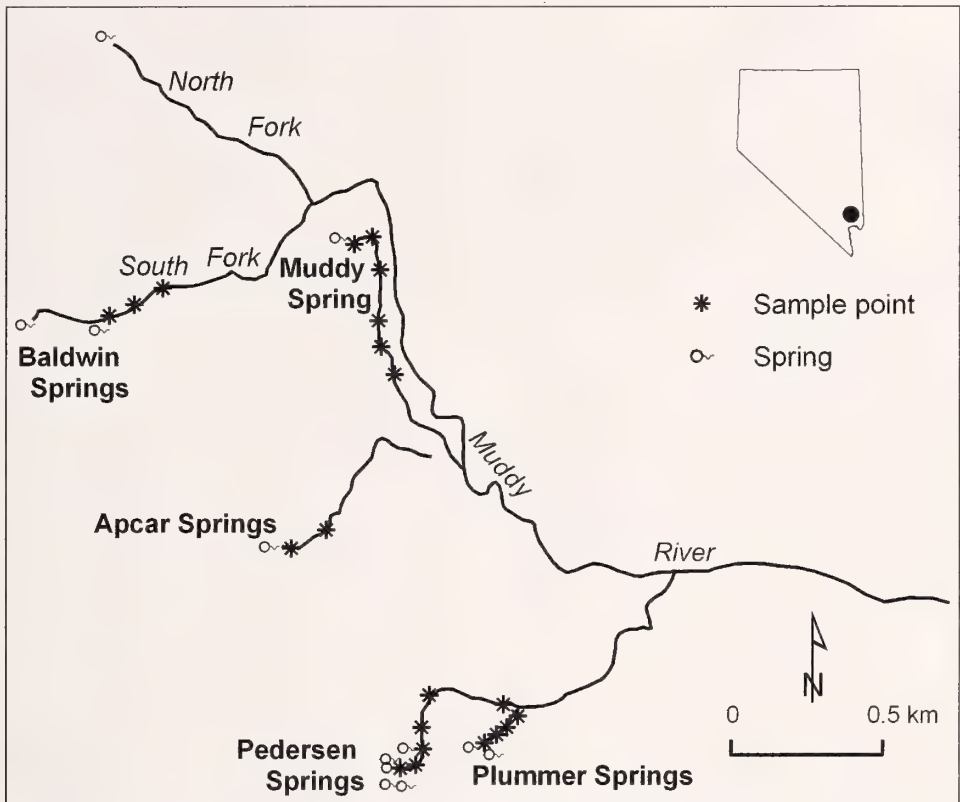 North
Fork
South
Fork
Muddy
Spring
Sample point
Spring
Baldwin
Springs
Muddy
Apcar Springs
River
N
0
0.5 km
Pedersen
Springs
Plummer Springs